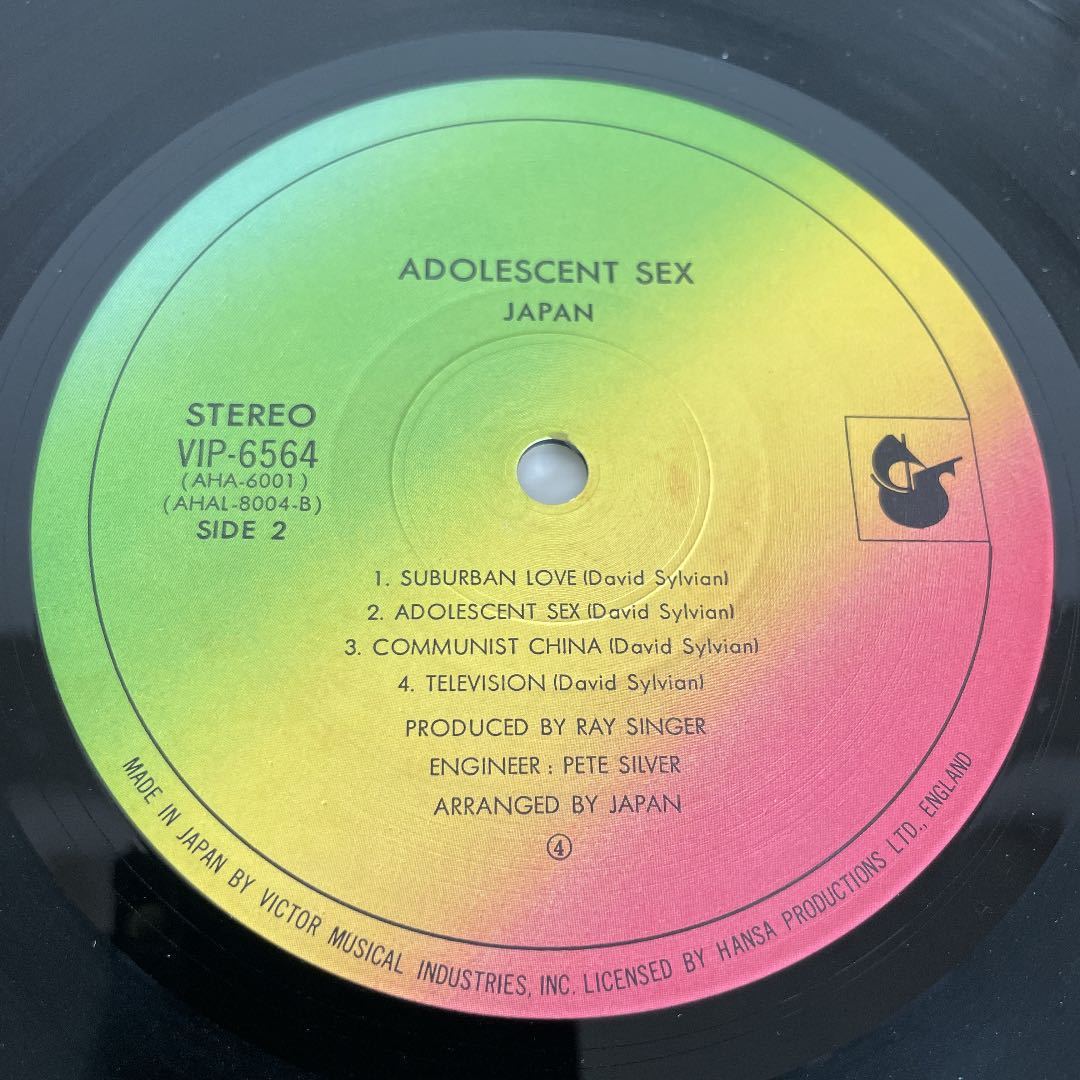 ADOLESCENT SEX
JAPAN
STEREO
VIP-6564
(AHA-6001)
(AHAL-8004-B)
SIDE 2
1. SUBURBAN LOVE (David Sylvian)
2. ADOLESCENT SEX (David Sylvian)
3. COMMUNIST CHINA (David Sylvian)
4. TELEVISION (David Sylvian)
PRODUCED BY RAY SINGER
ENGINEER : PETE SILVER
ARRANGED BY JAPAN
④
MADE IN JAPAN BY VICTOR MUSICAL INDUSTRIES, INC. LICENSED BY HANSA PRODUCTIONS LTD., ENGLAND